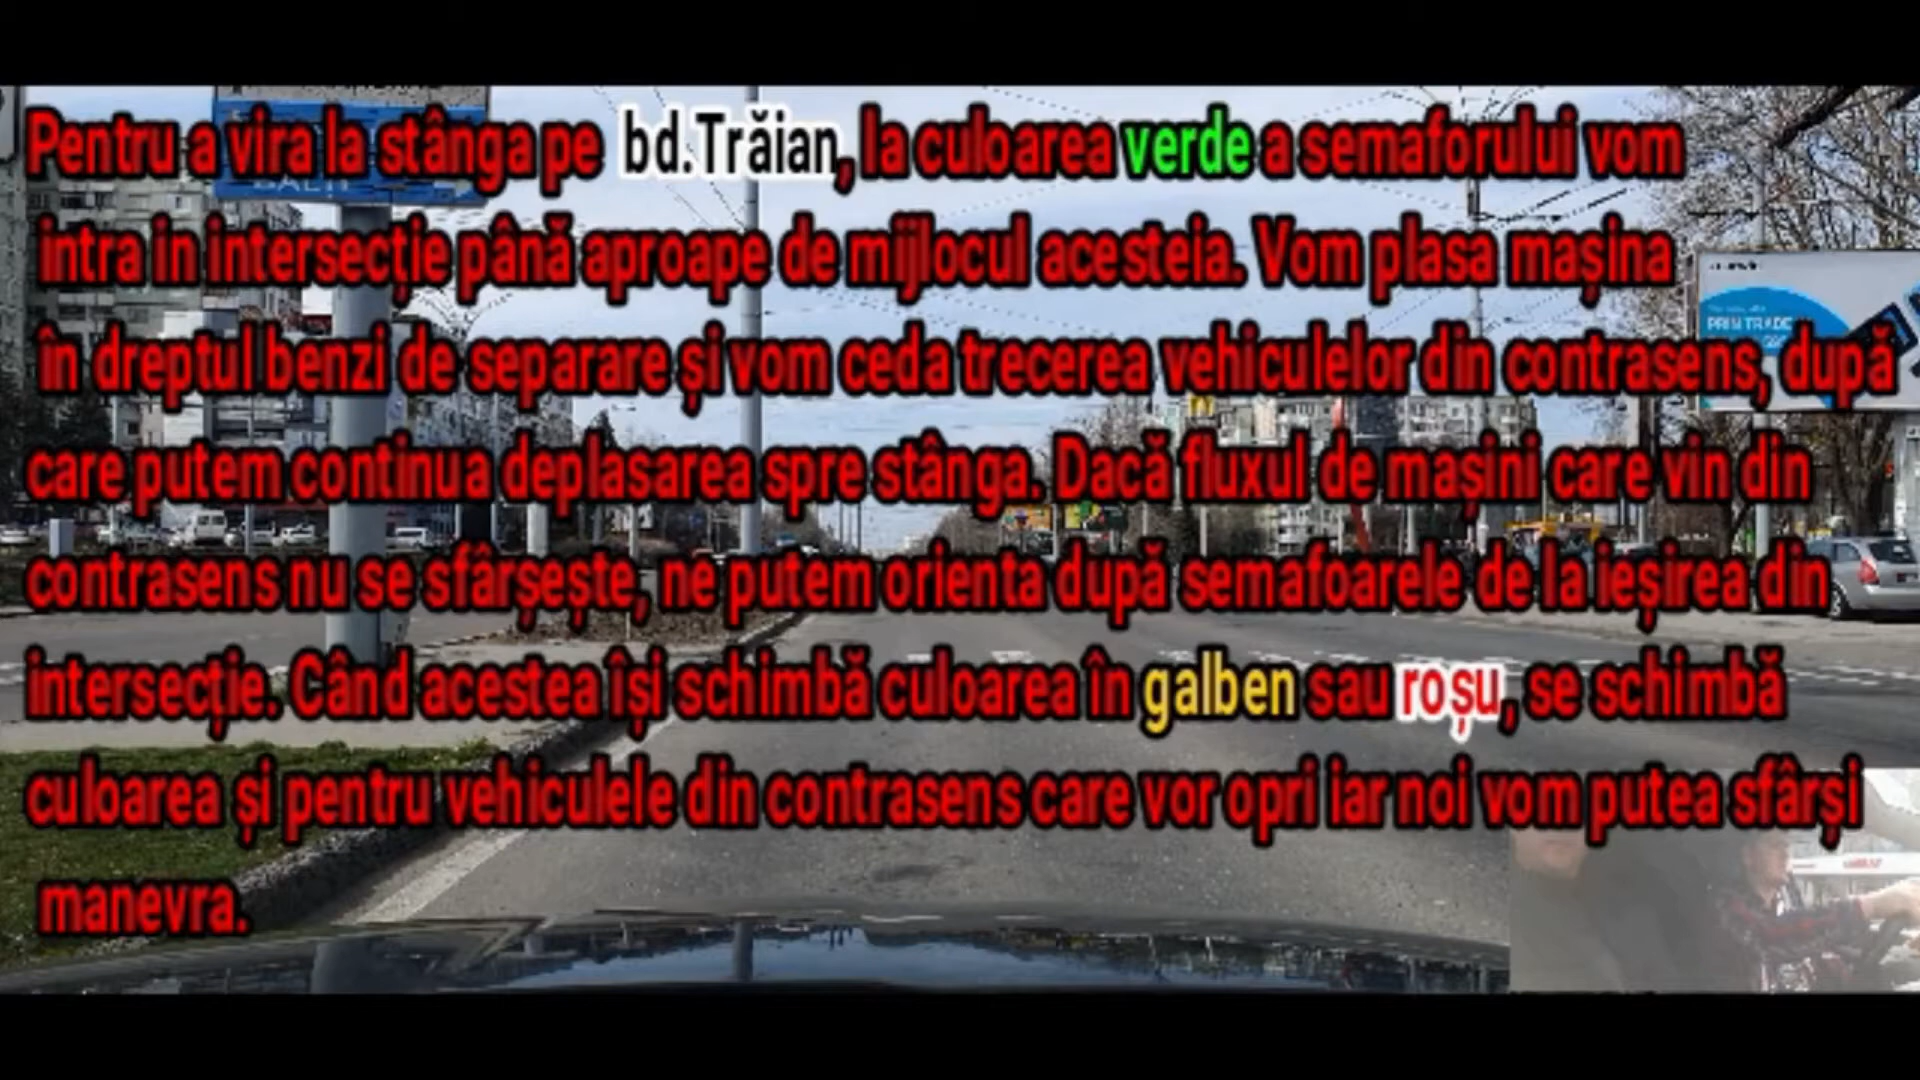 Pentru a vira la stânga pe bd.Trăian, la culoarea verde a semaforului vom
intra in intersecție până aproape de mijlocul acesteia. Vom plasa mașina
în dreptul benzi de separare și vom ceda trecerea vehiculelor din contrasens, după
care putem continua deplasarea spre stânga. Dacă fluxul de mașini care vin din
contrasens nu se sfârșește, ne putem orienta după semafoarele de la ieșirea din
intersecție. Când acestea își schimbă culoarea în galben sau roșu, se schimbă
culoarea și pentru vehiculele din contrasens care vor opri iar noi vom putea sfârși
manevra.
PRIN TRADE